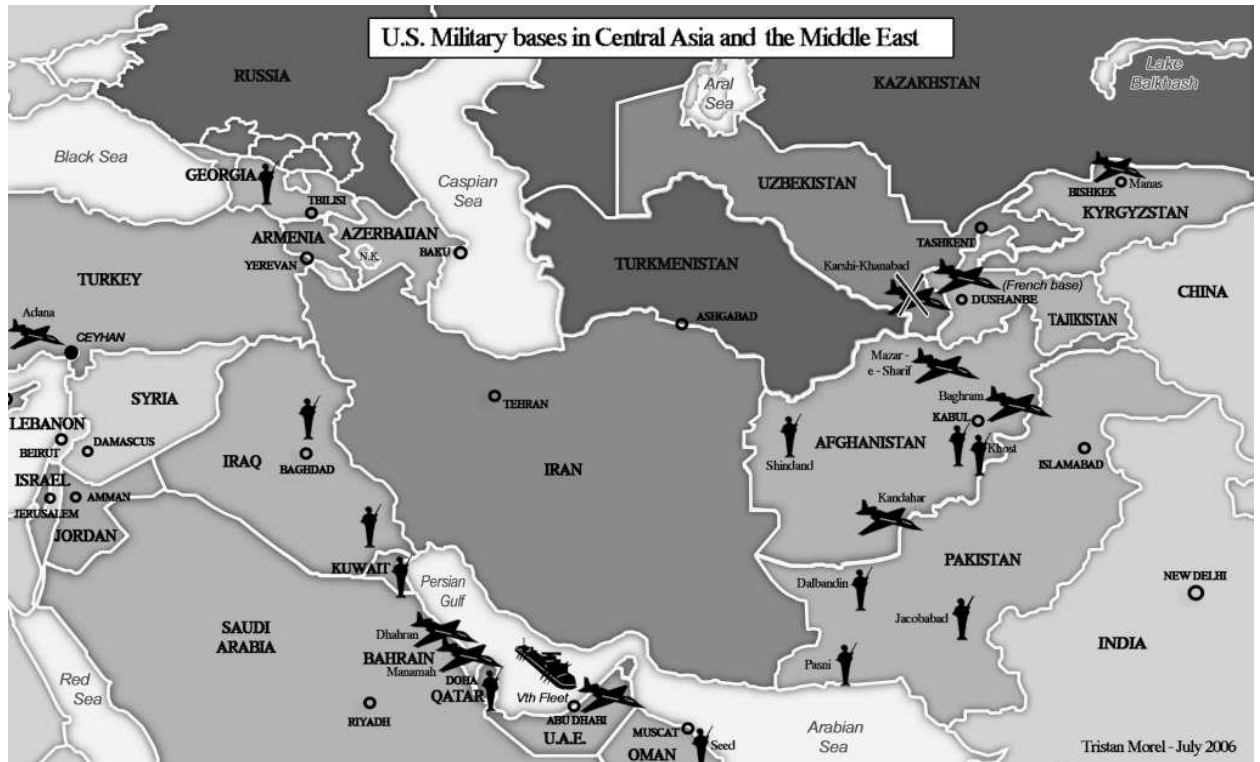 U.S. Military bases in Central Asia and the Middle East
RUSSIA
KAZAKHSTAN
Lake
Balkhash
Aral
Sea
Black Sea
Caspian
Sea
GEORGIA
TBILISI
UZBEKISTAN
BISHKEK
Manas
KYRGYZSTAN
ARMENIA
AZERBAIJAN
N.K.
BAKU
YEREVAN
TASHKENT
TURKEY
TURKMENISTAN
Karshi-Khanabad
(French base)
DUSHANBE
CHINA
TAJIKISTAN
Adana
CEYHAN
ASHGABAD
Mazar -
e - Sharif
Baghram
KABUL
SYRIA
TEHRAN
LEBANON
BEIRUT
DAMASCUS
IRAQ
BAGHDAD
IRAN
AFGHANISTAN
Shindand
Khost
ISLAMABAD
ISRAEL
AMMAN
JERUSALEM
JORDAN
Kandahar
PAKISTAN
KUWAIT
Persian
Gulf
Dalbandin
Jacobabad
NEW DELHI
SAUDI
ARABIA
Dhahran
BAHRAIN
Manamah
DOHA
QATAR
Vth Fleet
Pasni
INDIA
Red
Sea
RIYADH
ABU DHABI
U.A.E.
MUSCAT
OMAN
Seed
Arabian
Sea
Tristan Morel - July 2006